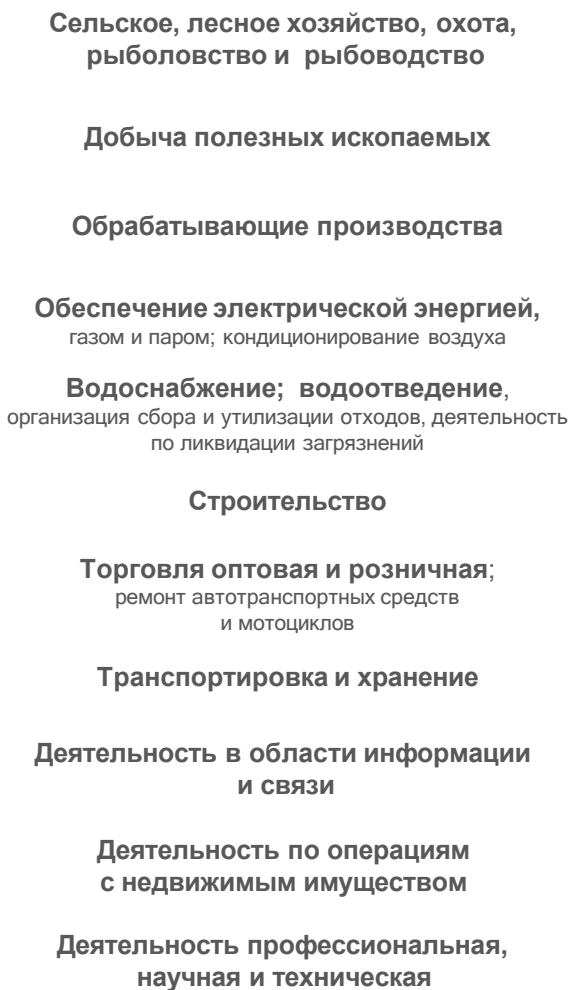 Сельское, лесное хозяйство, охота,
рыболовство и рыбоводство
Добыча полезных ископаемых
Обрабатывающие производства
Обеспечение электрической энергией,
газом и паром; кондиционирование воздуха
Водоснабжение; водоотведение,
организация сбора и утилизации отходов, деятельность
по ликвидации загрязнений
Строительство
Торговля оптовая и розничная;
ремонт автотранспортных средств
и мотоциклов
Транспортировка и хранение
Деятельность в области информации
и связи
Деятельность по операциям
с недвижимым имуществом
Деятельность профессиональная,
научная и техническая